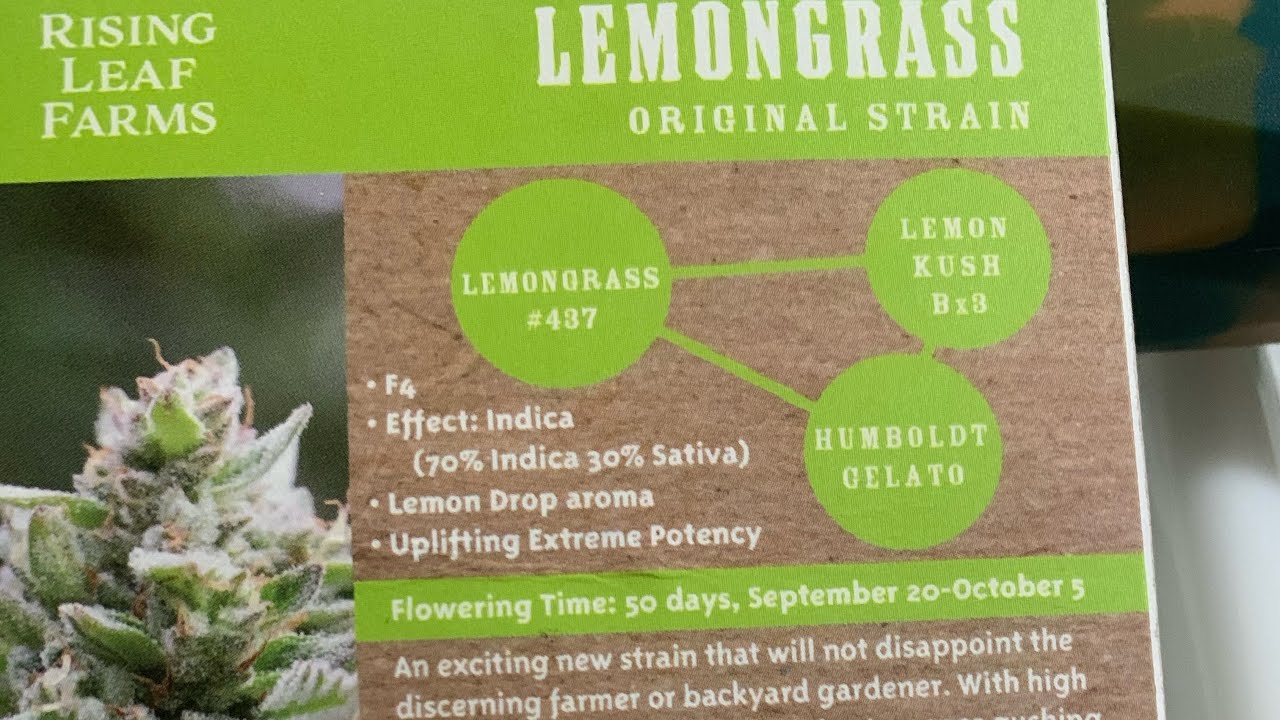 RISING
LEAF
FARMS
LEMONGRASS
ORIGINAL STRAIN
LEMONGRASS
#437
LEMON
KUSH
Bx3
HUMBOLDT
GELATO
• F4
• Effect: Indica
(70% Indica 30% Sativa)
• Lemon Drop aroma
• Uplifting Extreme Potency
Flowering Time: 50 days, September 20-October 5
An exciting new strain that will not disappoint the
discerning farmer or backyard gardener. With high